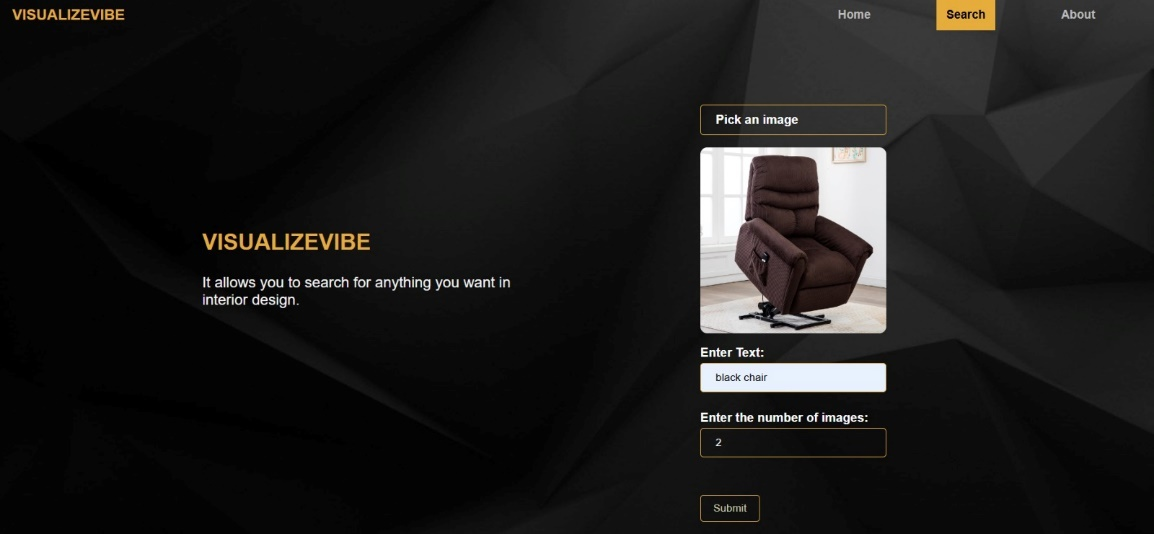 VISUALIZEVIBE
Home
Search
About
Pick an image
VISUALIZEVIBE
It allows you to search for anything you want in
interior design.
Enter Text:
black chair
Enter the number of images:
2
Submit